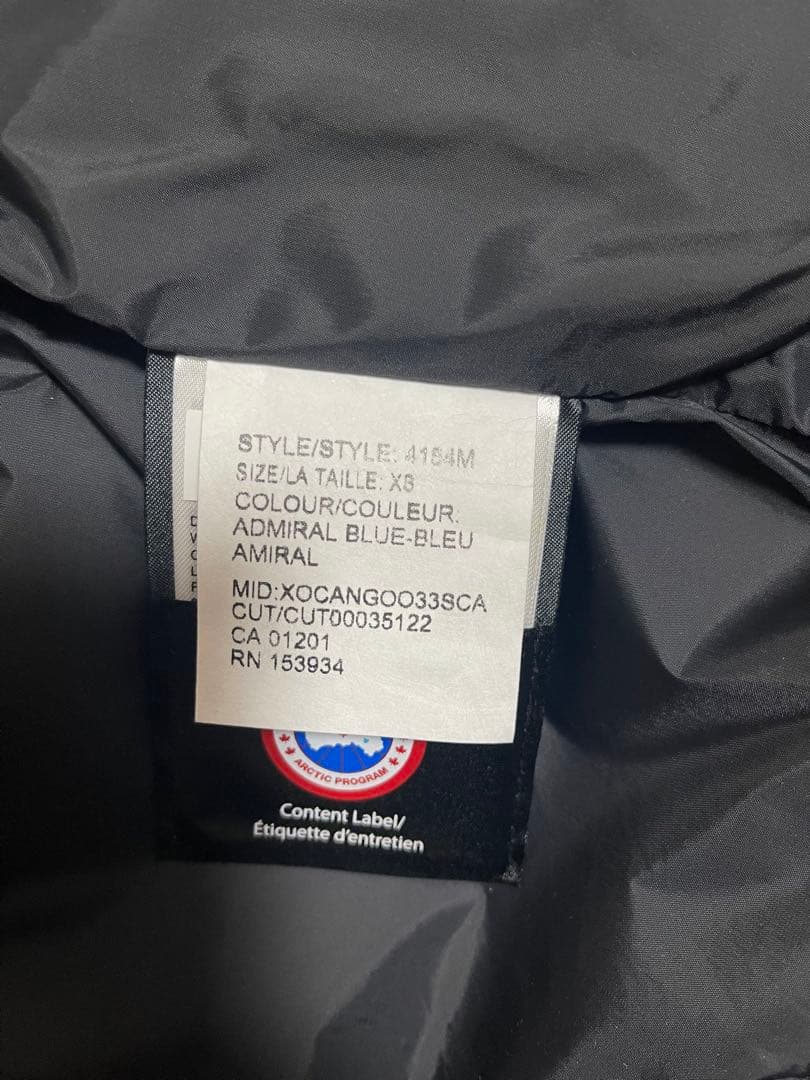 STYLE/STYLE: 4154M
SIZE/LA TAILLE: XS
COLOUR/COULEUR:
ADMIRAL BLUE-BLEU
AMIRAL
MID:XOCANGOO33SCA
CUT/CUT00035122
CA 01201
RN 153934
ARCTIC PROGRAM
Content Label/
Étiquette d'entretien